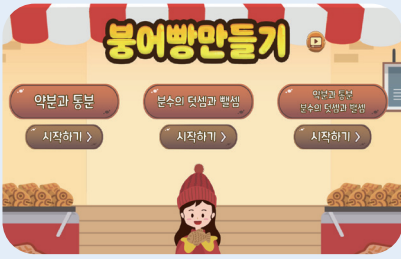 붕어빵만들기
약분과 통분
분수의 덧셈과 뺄셈
약분과 통분
분수의 덧셈과 뺄셈
시작하기 >
시작하기 >
시작하기 >